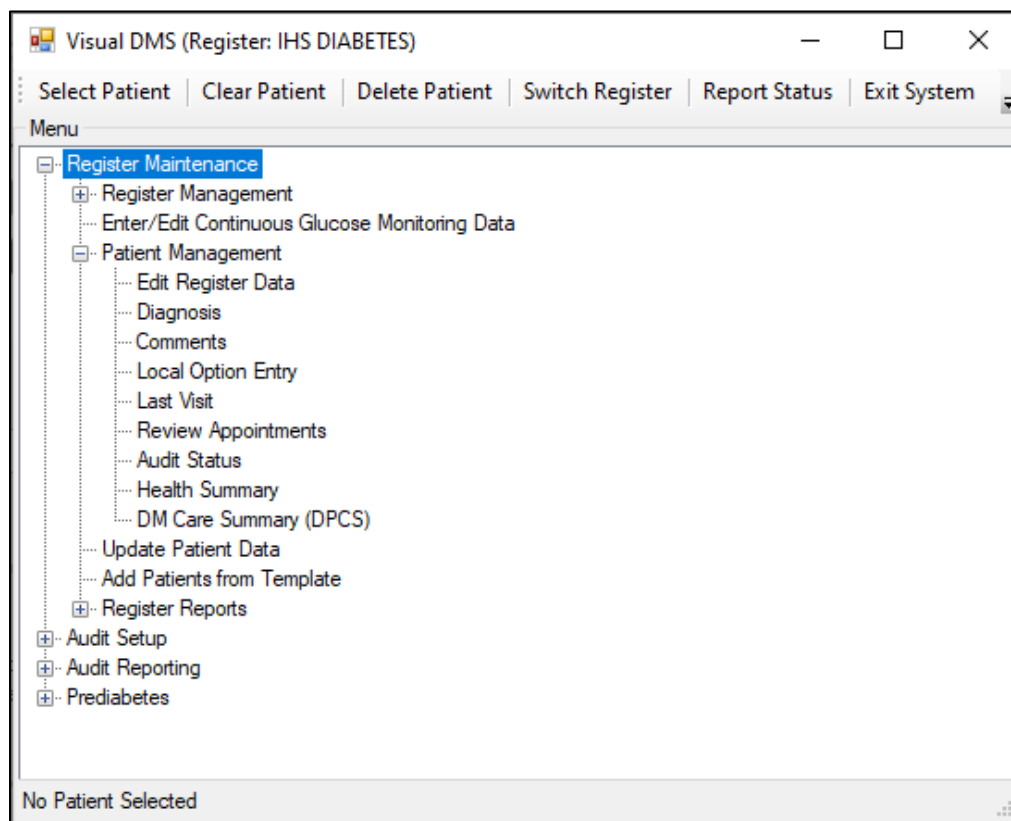 Visual DMS (Register: IHS DIABETES)
Select Patient Clear Patient Delete Patient Switch Register Report Status Exit System
Menu
Register Maintenance
Register Management
Enter/Edit Continuous Glucose Monitoring Data
Patient Management
Edit Register Data
Diagnosis
Comments
Local Option Entry
Last Visit
Review Appointments
Audit Status
Health Summary
DM Care Summary (DPCS)
Update Patient Data
Add Patients from Template
Register Reports
Audit Setup
Audit Reporting
Prediabetes
No Patient Selected